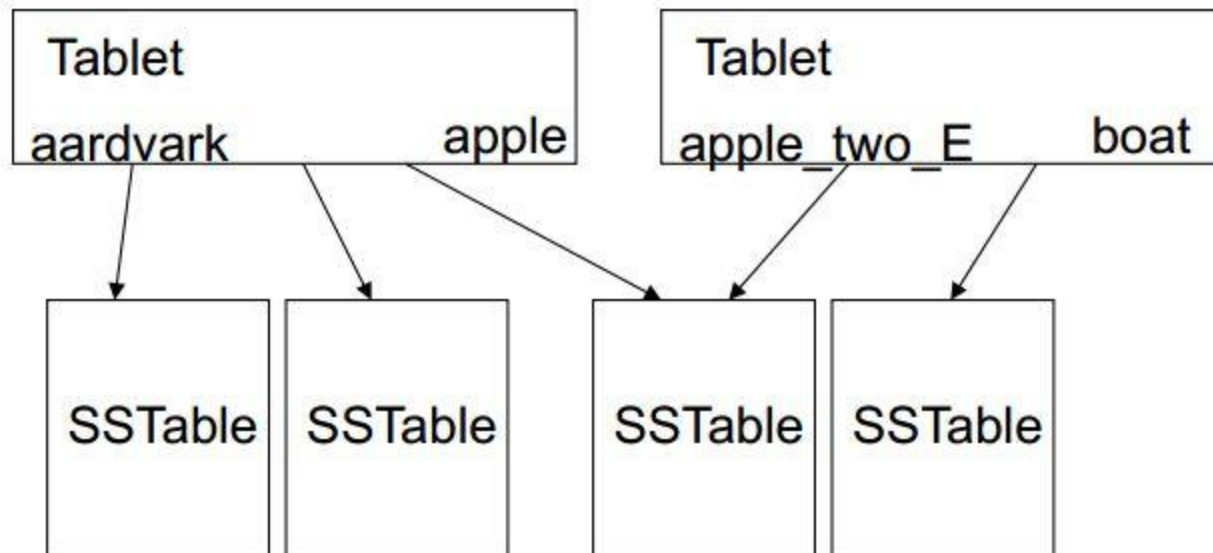 Tablet
aardvark apple
Tablet
apple_two_E boat
SSTable
SSTable
SSTable
SSTable